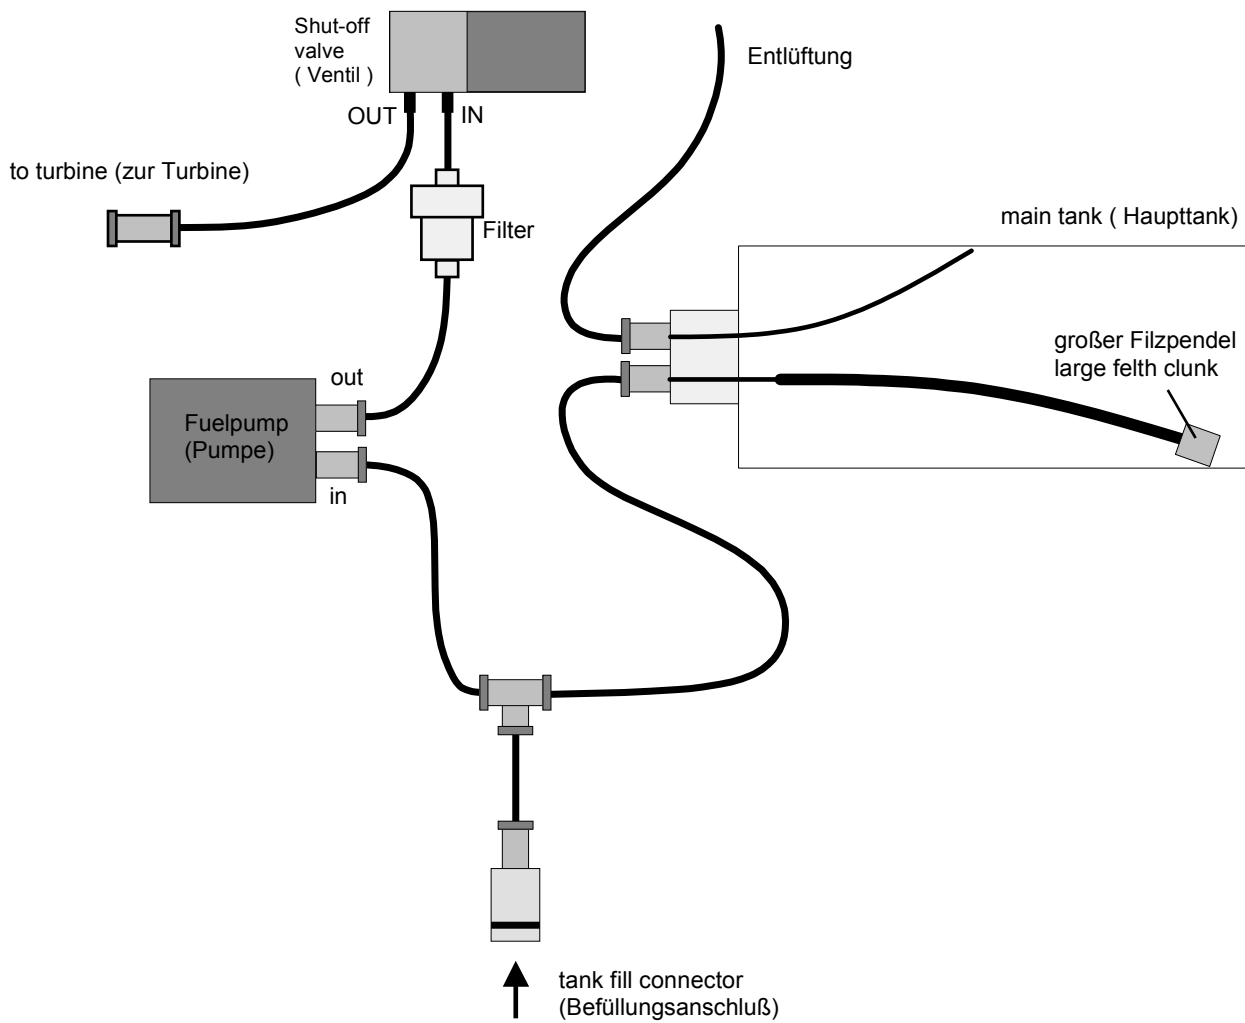 Shut-off
valve
( Ventil )
Entlüftung
OUT
IN
to turbine (zur Turbine)
Filter
main tank ( Haupttank)
großer Filzpendel
large felth clunk
out
Fuelpump
(Pumpe)
in
tank fill connector
(Befüllungsanschluß)